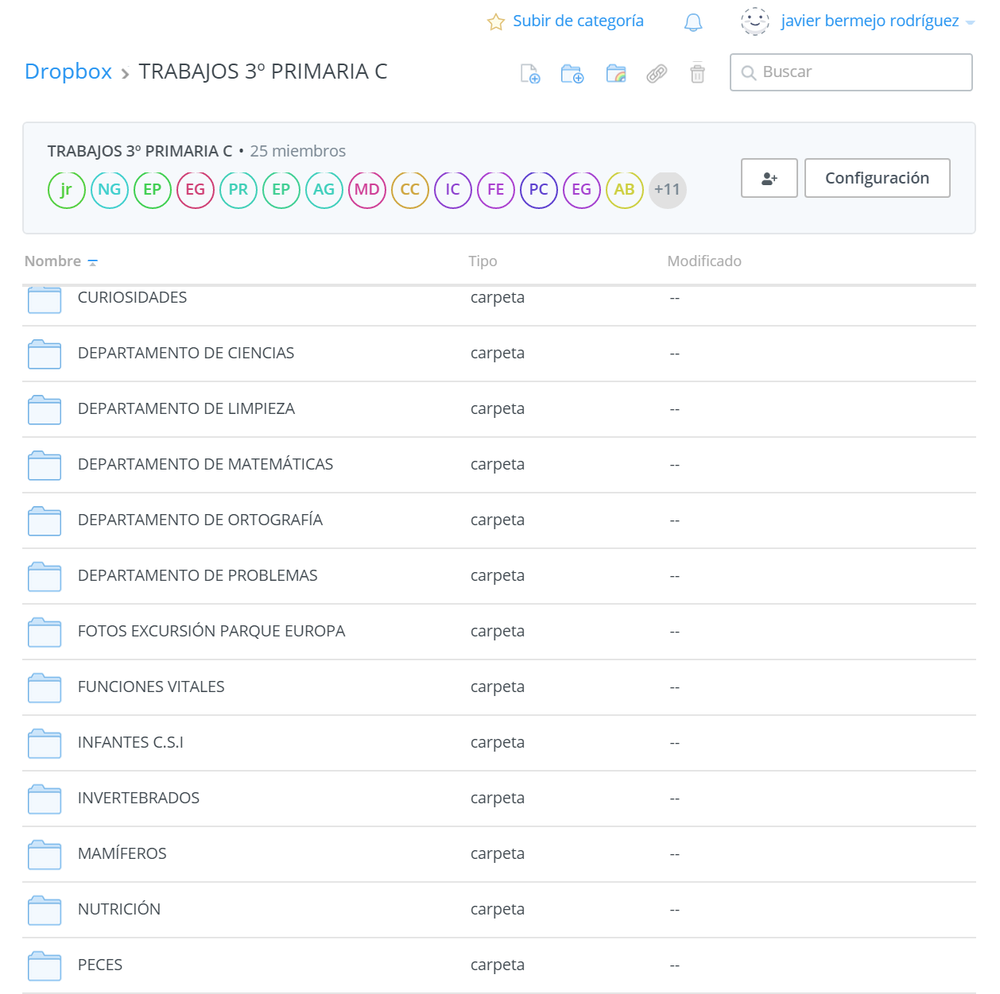 Subir de categoría
javier bermejo rodríguez
Dropbox › TRABAJOS 3º PRIMARIA C
Buscar
TRABAJOS 3º PRIMARIA C • 25 miembros
jr NG EP EG PR EP AG MD CC IC FE PC EG AB +11
Configuración
Nombre Tipo Modificado
CURIOSIDADES carpeta --
DEPARTAMENTO DE CIENCIAS carpeta --
DEPARTAMENTO DE LIMPIEZA carpeta --
DEPARTAMENTO DE MATEMÁTICAS carpeta --
DEPARTAMENTO DE ORTOGRAFÍA carpeta --
DEPARTAMENTO DE PROBLEMAS carpeta --
FOTOS EXCURSIÓN PARQUE EUROPA carpeta --
FUNCIONES VITALES carpeta --
INFANTES C.S.I carpeta --
INVERTEBRADOS carpeta --
MAMÍFEROS carpeta --
NUTRICIÓN carpeta --
PECES carpeta --